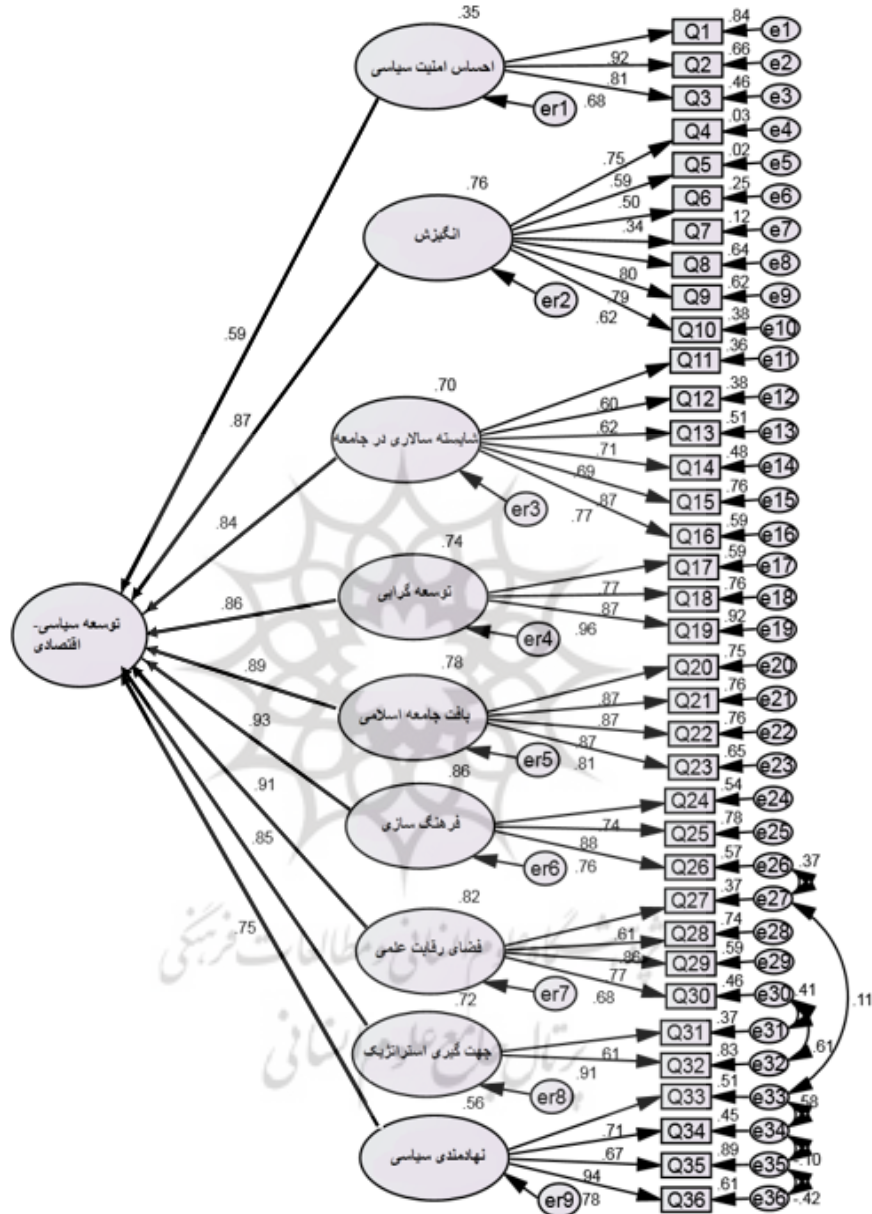 .35
احساس امنیت سیاسی
er1
.68
.92
.81
Q1 .84 e1
Q2 .66 e2
Q3 .46 e3
.76
انگیزش
er2
.75
.59
.50
.34
.80
.79
.62
Q4 .03 e4
Q5 .02 e5
Q6 .25 e6
Q7 .12 e7
Q8 .64 e8
Q9 .62 e9
Q10 .38 e10
.70
شایسته سالاری در جامعه
er3
.60
.62
.71
.69
.87
.77
Q11 .36 e11
Q12 .38 e12
Q13 .51 e13
Q14 .48 e14
Q15 .76 e15
Q16 .59 e16
.74
توسعه گرایی
er4
.77
.87
.96
Q17 .59 e17
Q18 .76 e18
Q19 .92 e19
.78
بافت جامعه اسلامی
er5
.87
.87
.87
.81
Q20 .75 e20
Q21 .76 e21
Q22 .76 e22
Q23 .65 e23
.86
فرهنگ سازی
er6
.74
.88
.76
Q24 .54 e24
Q25 .78 e25
Q26 .57 e26
.82
فضای رقابت علمی
er7
.61
.86
.77
.68
Q27 .37 e27
Q28 .74 e28
Q29 .59 e29
Q30 .46 e30
.72
جهت گیری استراتژیک
er8
.61
.91
Q31 .37 e31
Q32 .83 e32
.56
نهادمندی سیاسی
er9
.71
.67
.94
.78
Q33 .51 e33
Q34 .45 e34
Q35 .89 e35
Q36 .61 e36
.37
.11
.41
.61
.58
-.10
-.42
.59
.87
.84
.86
.89
.93
.91
.85
.75
توسعه سیاسی-
اقتصادی
پژوهشگاه علوم انسانی و مطالعات فرهنگی
پرتال جامع علوم انسانی